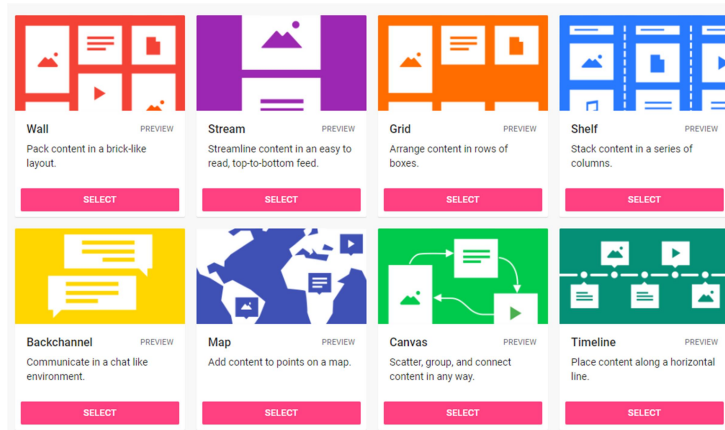 Wall PREVIEW
Pack content in a brick-like
layout.
SELECT
Stream PREVIEW
Streamline content in an easy to
read, top-to-bottom feed.
SELECT
Grid PREVIEW
Arrange content in rows of
boxes.
SELECT
Shelf PREVIEW
Stack content in a series of
columns.
SELECT
Backchannel PREVIEW
Communicate in a chat like
environment.
SELECT
Map PREVIEW
Add content to points on a map.
SELECT
Canvas PREVIEW
Scatter, group, and connect
content in any way.
SELECT
Timeline PREVIEW
Place content along a horizontal
line.
SELECT